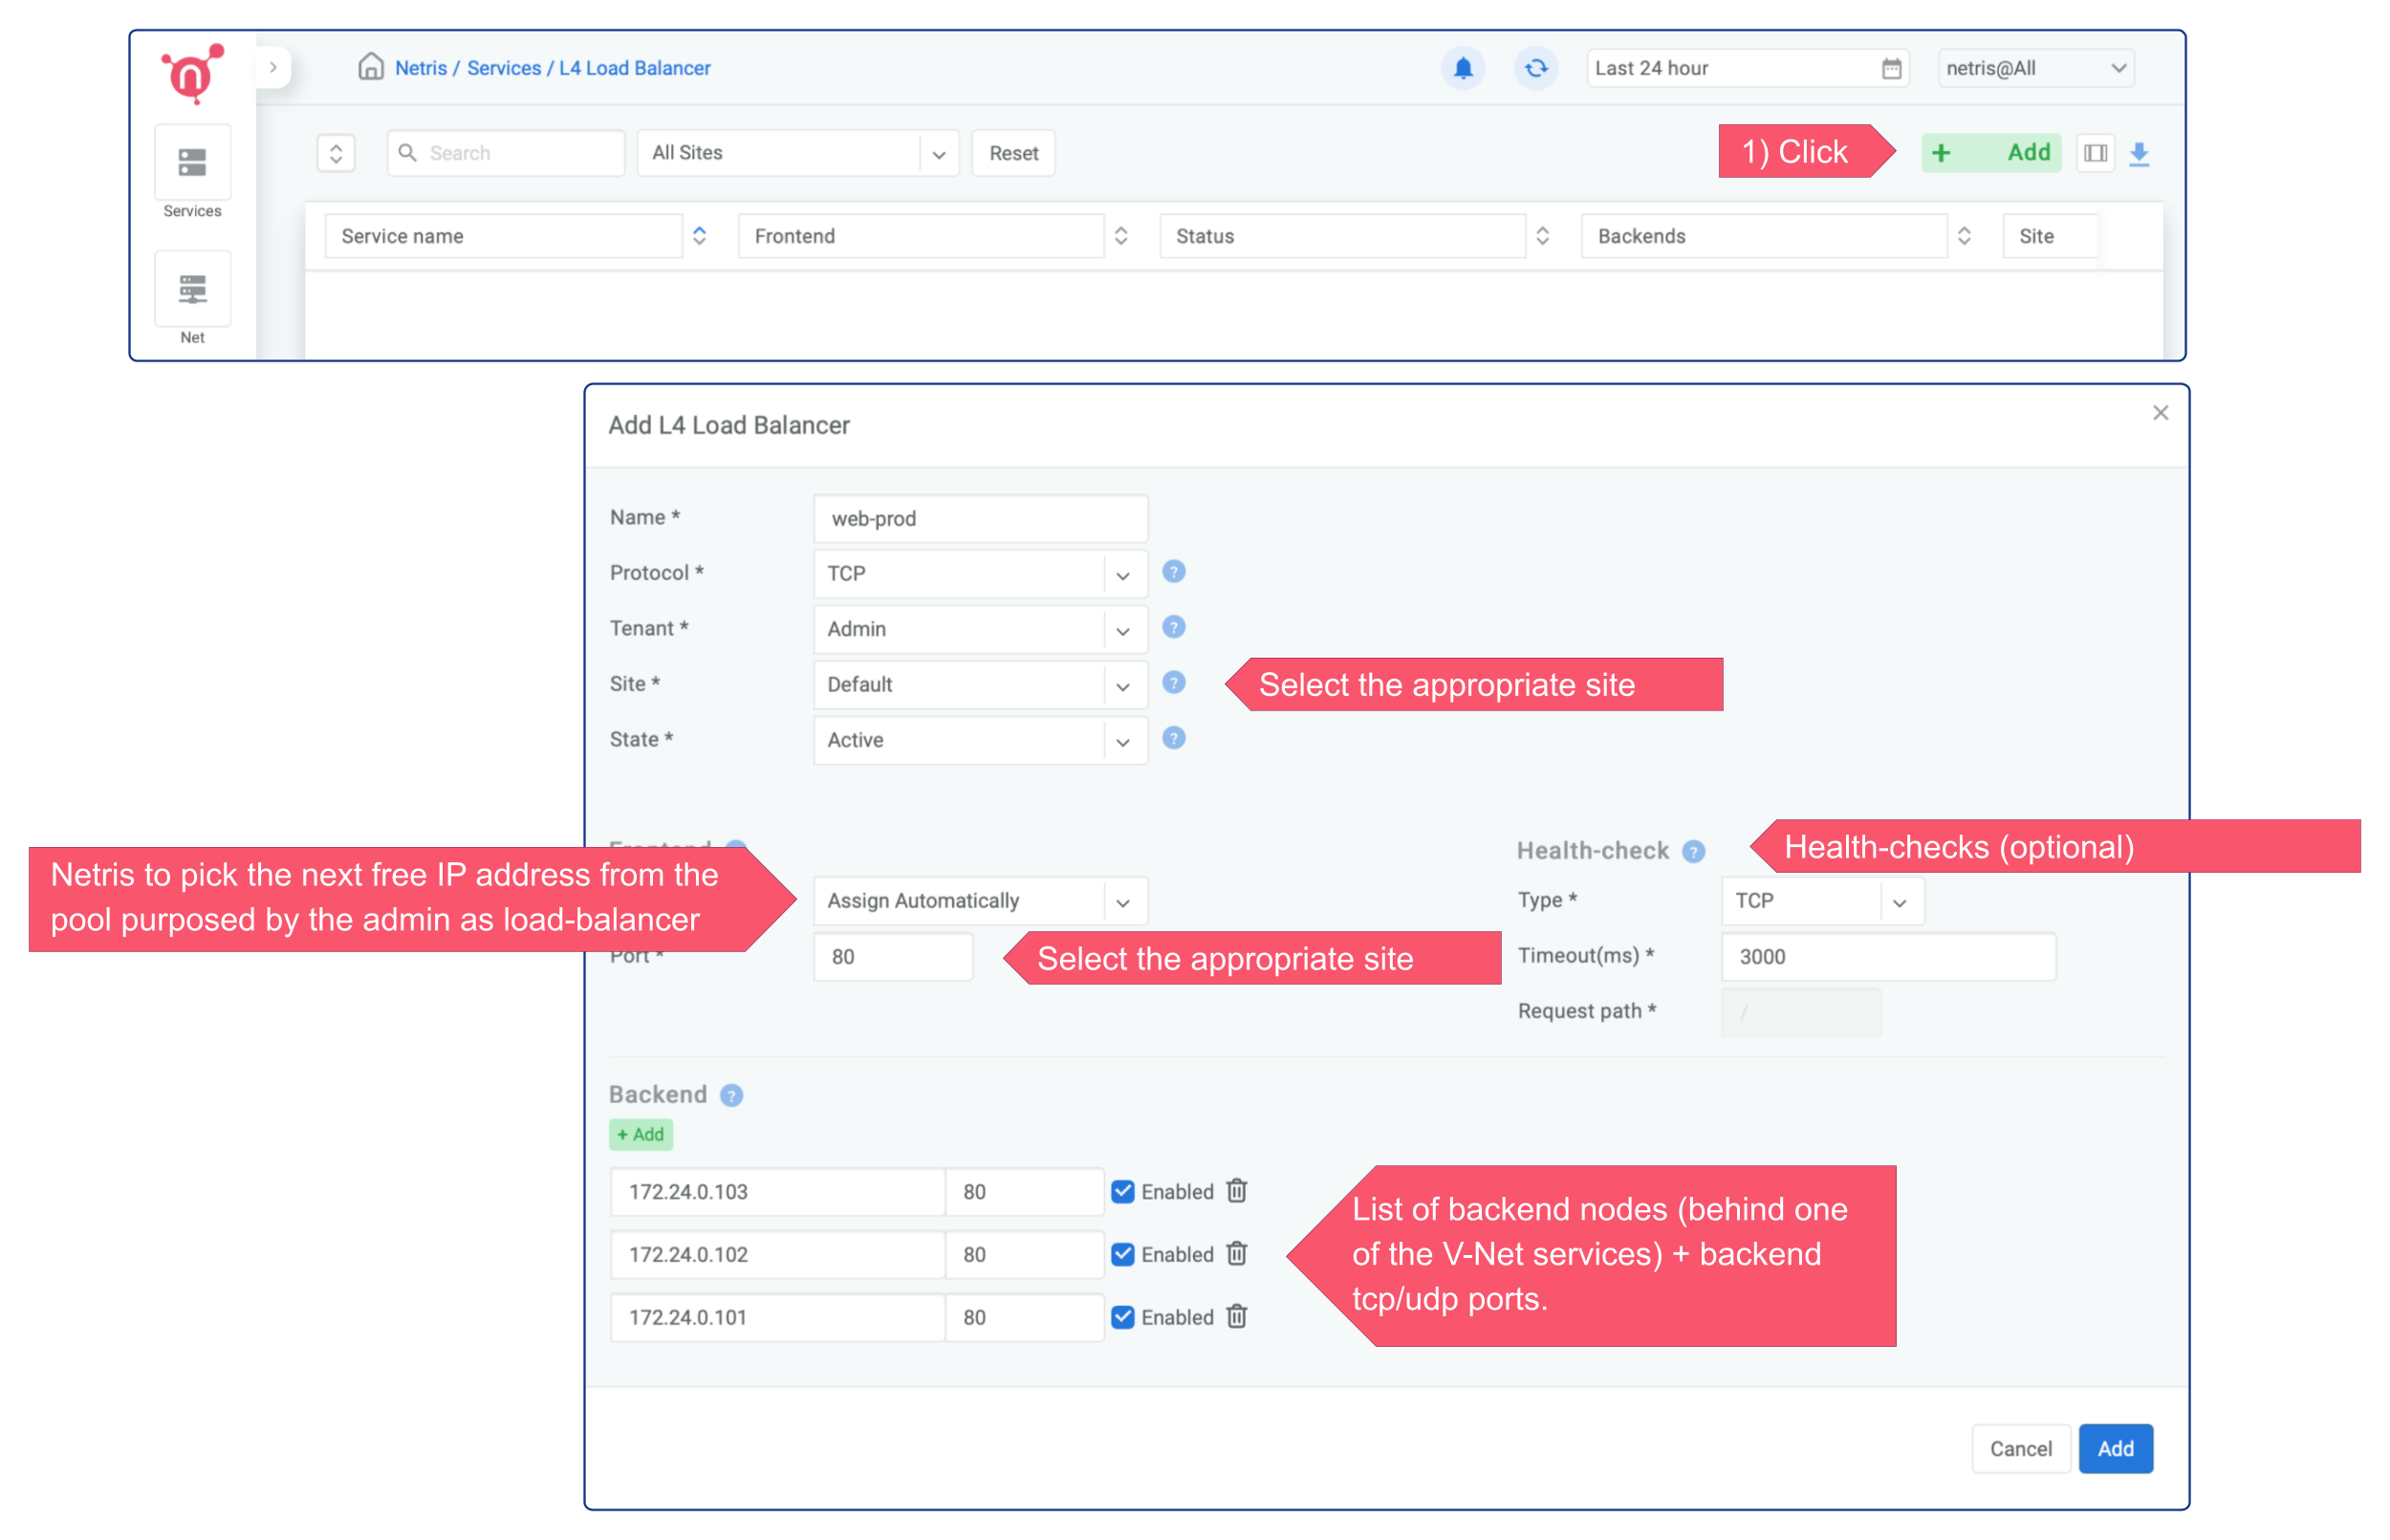 Netris / Services / L4 Load Balancer
Last 24 hour
netris@All
Search
All Sites
Reset
1) Click
+ Add
Services
Service name
Frontend
Status
Backends
Site
Net
Add L4 Load Balancer
Name *
web-prod
Protocol *
TCP
?
Tenant *
Admin
?
Site *
Default
?
Select the appropriate site
State *
Active
?
Health-check ?
Health-checks (optional)
Netris to pick the next free IP address from the
pool purposed by the admin as load-balancer
Assign Automatically
Type *
TCP
Port *
80
Select the appropriate site
Timeout(ms) *
3000
Request path *
/
Backend ?
+ Add
172.24.0.103
80
Enabled
172.24.0.102
80
Enabled
172.24.0.101
80
Enabled
List of backend nodes (behind one
of the V-Net services) + backend
tcp/udp ports.
Cancel
Add